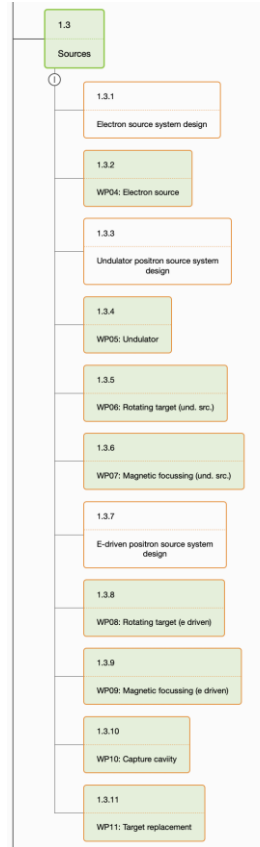 1.3
Sources
1.3.1
Electron source system design
1.3.2
WP04: Electron source
1.3.3
Undulator positron source system
design
1.3.4
WP05: Undulator
1.3.5
WP06: Rotating target (und. src.)
1.3.6
WP07: Magnetic focussing (und. src.)
1.3.7
E-driven positron source system
design
1.3.8
WP08: Rotating target (e driven)
1.3.9
WP09: Magnetic focussing (e driven)
1.3.10
WP10: Capture caviity
1.3.11
WP11: Target replacement